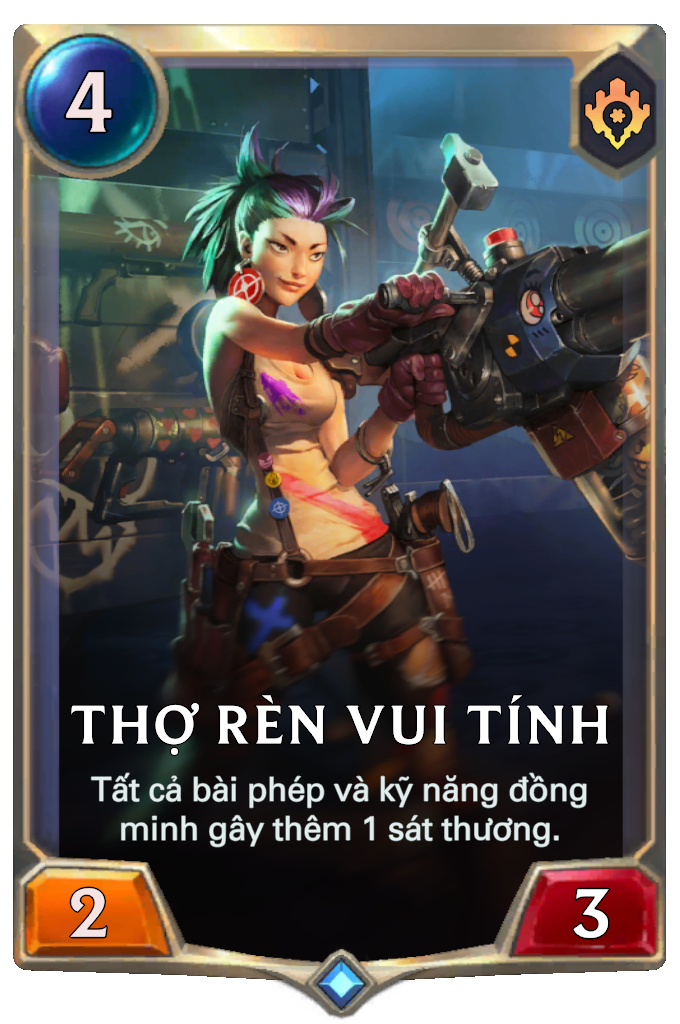 4
THỢ RÈN VUI TÍNH
Tất cả bài phép và kỹ năng đồng
minh gây thêm 1 sát thương.
2
3